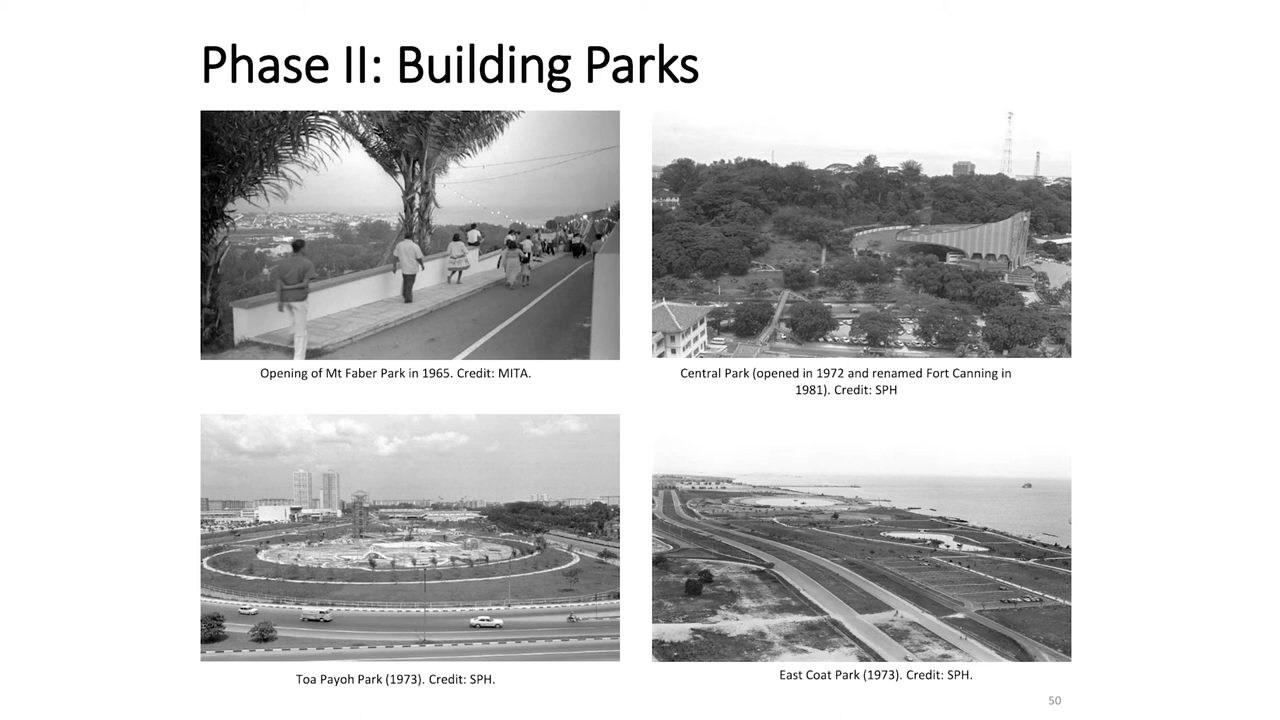 Phase II: Building Parks
Opening of Mt Faber Park in 1965. Credit: MITA.
Central Park (opened in 1972 and renamed Fort Canning in
1981). Credit: SPH
Toa Payoh Park (1973). Credit: SPH.
East Coat Park (1973). Credit: SPH.
50